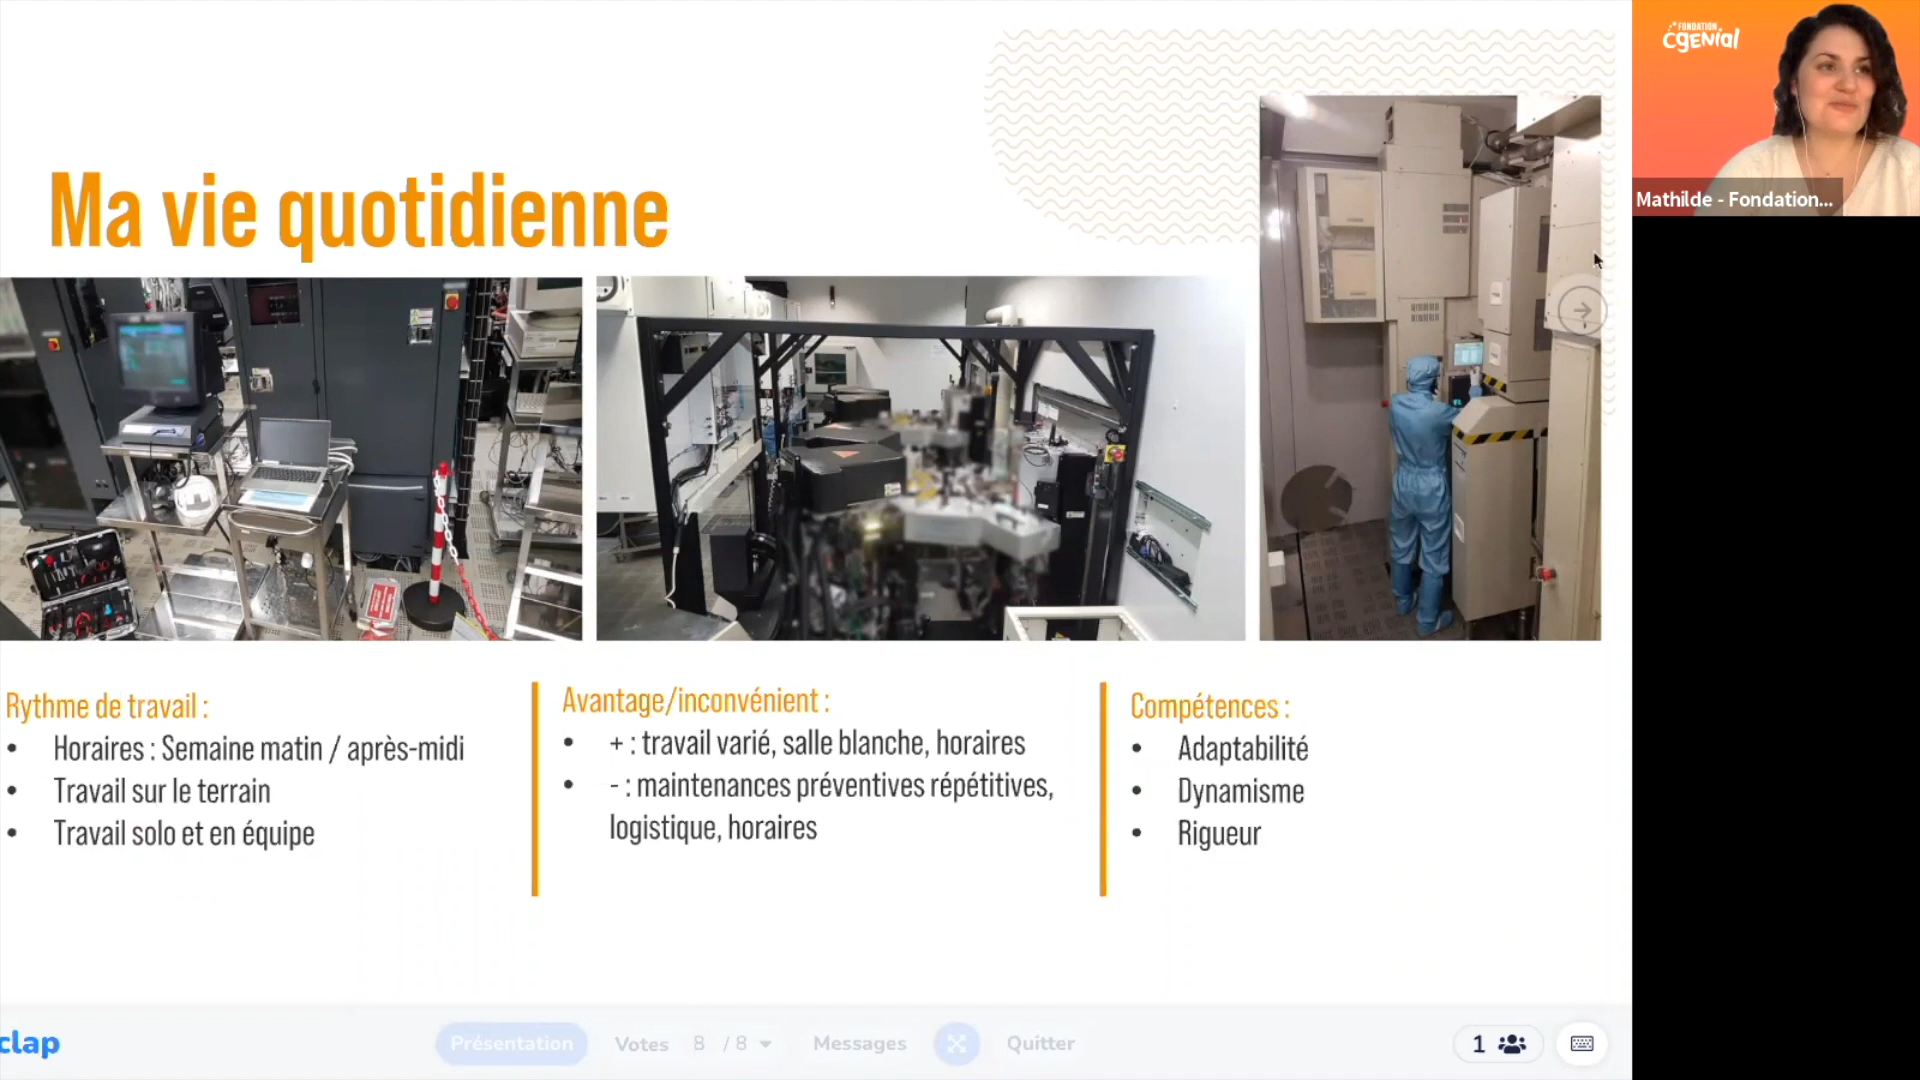 Ma vie quotidienne
Rythme de travail :
• Horaires : Semaine matin / après-midi
• Travail sur le terrain
• Travail solo et en équipe
Avantage/inconvénient :
• + : travail varié, salle blanche, horaires
• - : maintenances préventives répétitives,
logistique, horaires
Compétences :
• Adaptabilité
• Dynamisme
• Rigueur
FONDATION
CGENIAL
Mathilde - Fondation...
clap
Présentation
Votes 8 / 8
Messages
Quitter
1